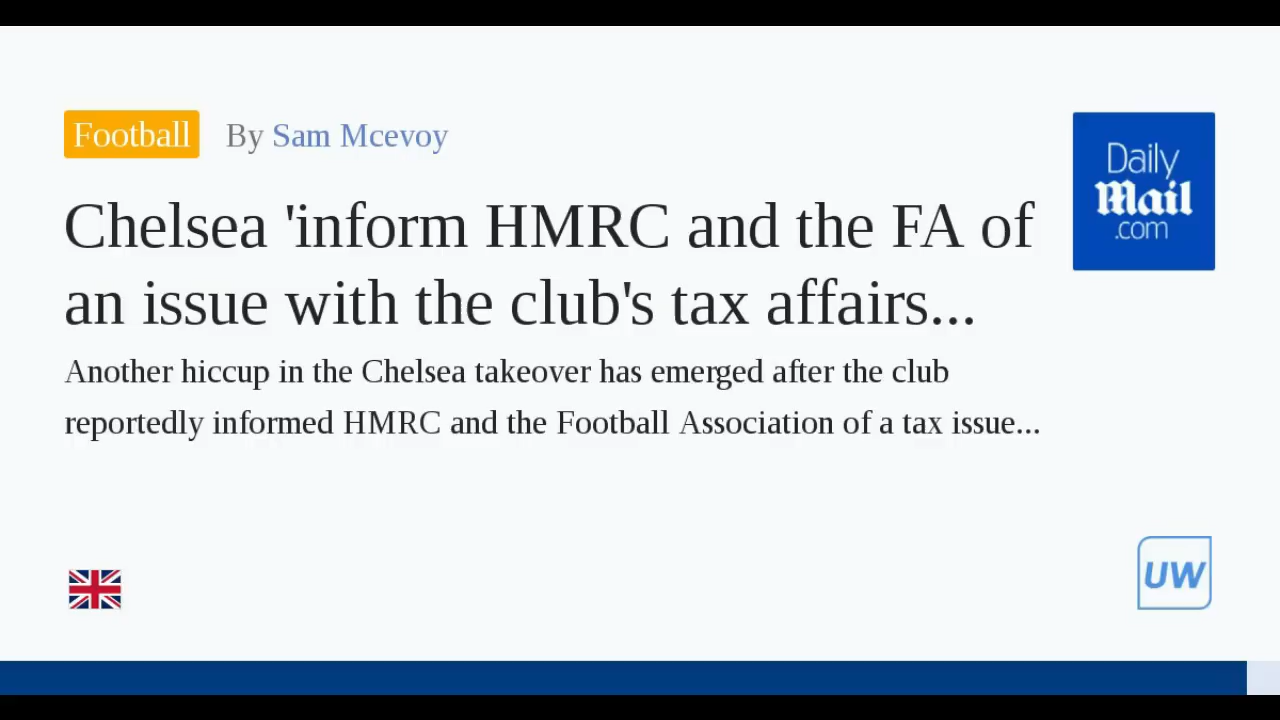 Football By Sam Mcevoy
Chelsea 'inform HMRC and the FA of
an issue with the club's tax affairs...
Daily
Mail
.com
Another hiccup in the Chelsea takeover has emerged after the club
reportedly informed HMRC and the Football Association of a tax issue...
UW